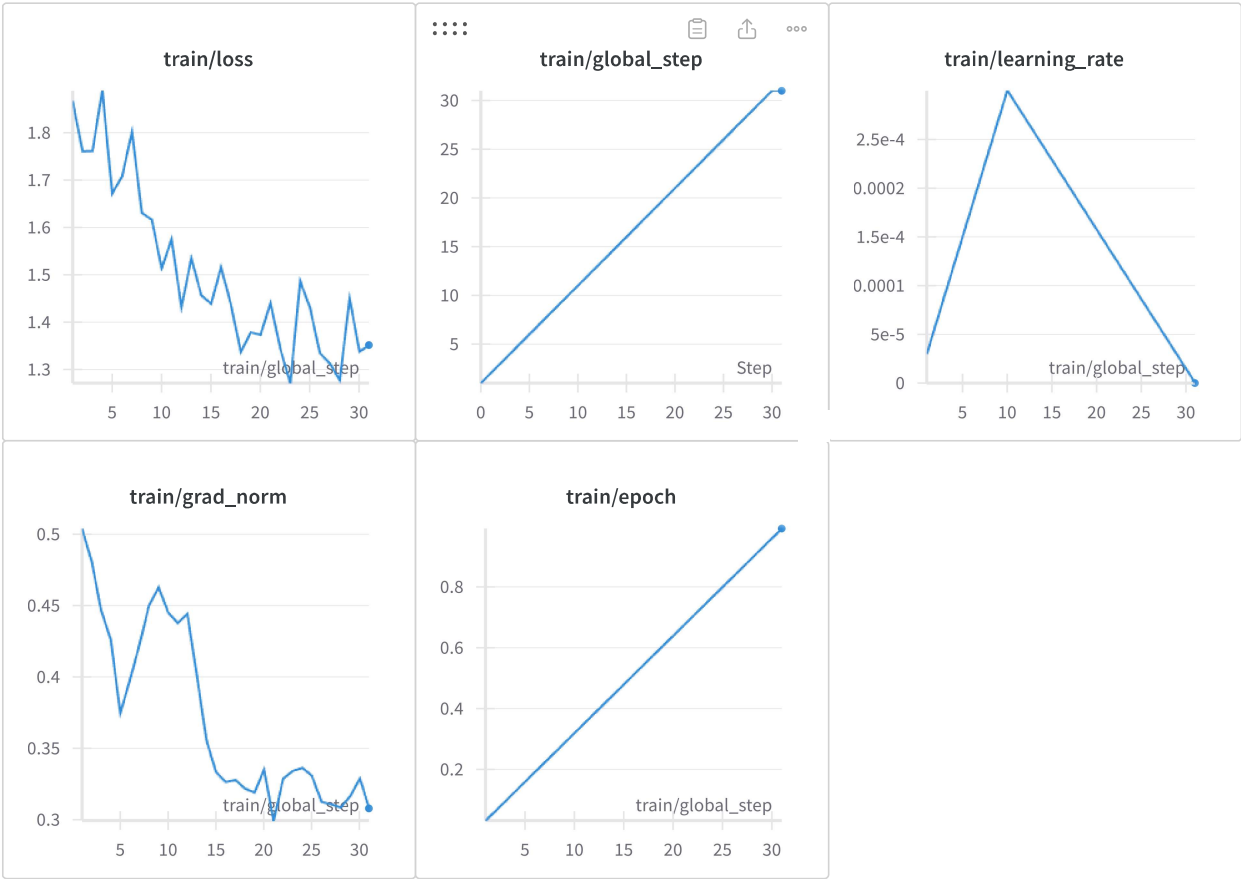 train/loss
1.8
1.7
1.6
1.5
1.4
1.3
train/global_step
5 10 15 20 25 30
train/global_step
30
25
20
15
10
5
Step
0 5 10 15 20 25 30
train/learning_rate
2.5e-4
0.0002
1.5e-4
0.0001
5e-5
0
train/global_step
5 10 15 20 25 30
train/grad_norm
0.5
0.45
0.4
0.35
0.3
train/global_step
5 10 15 20 25 30
train/epoch
0.8
0.6
0.4
0.2
train/global_step
5 10 15 20 25 30